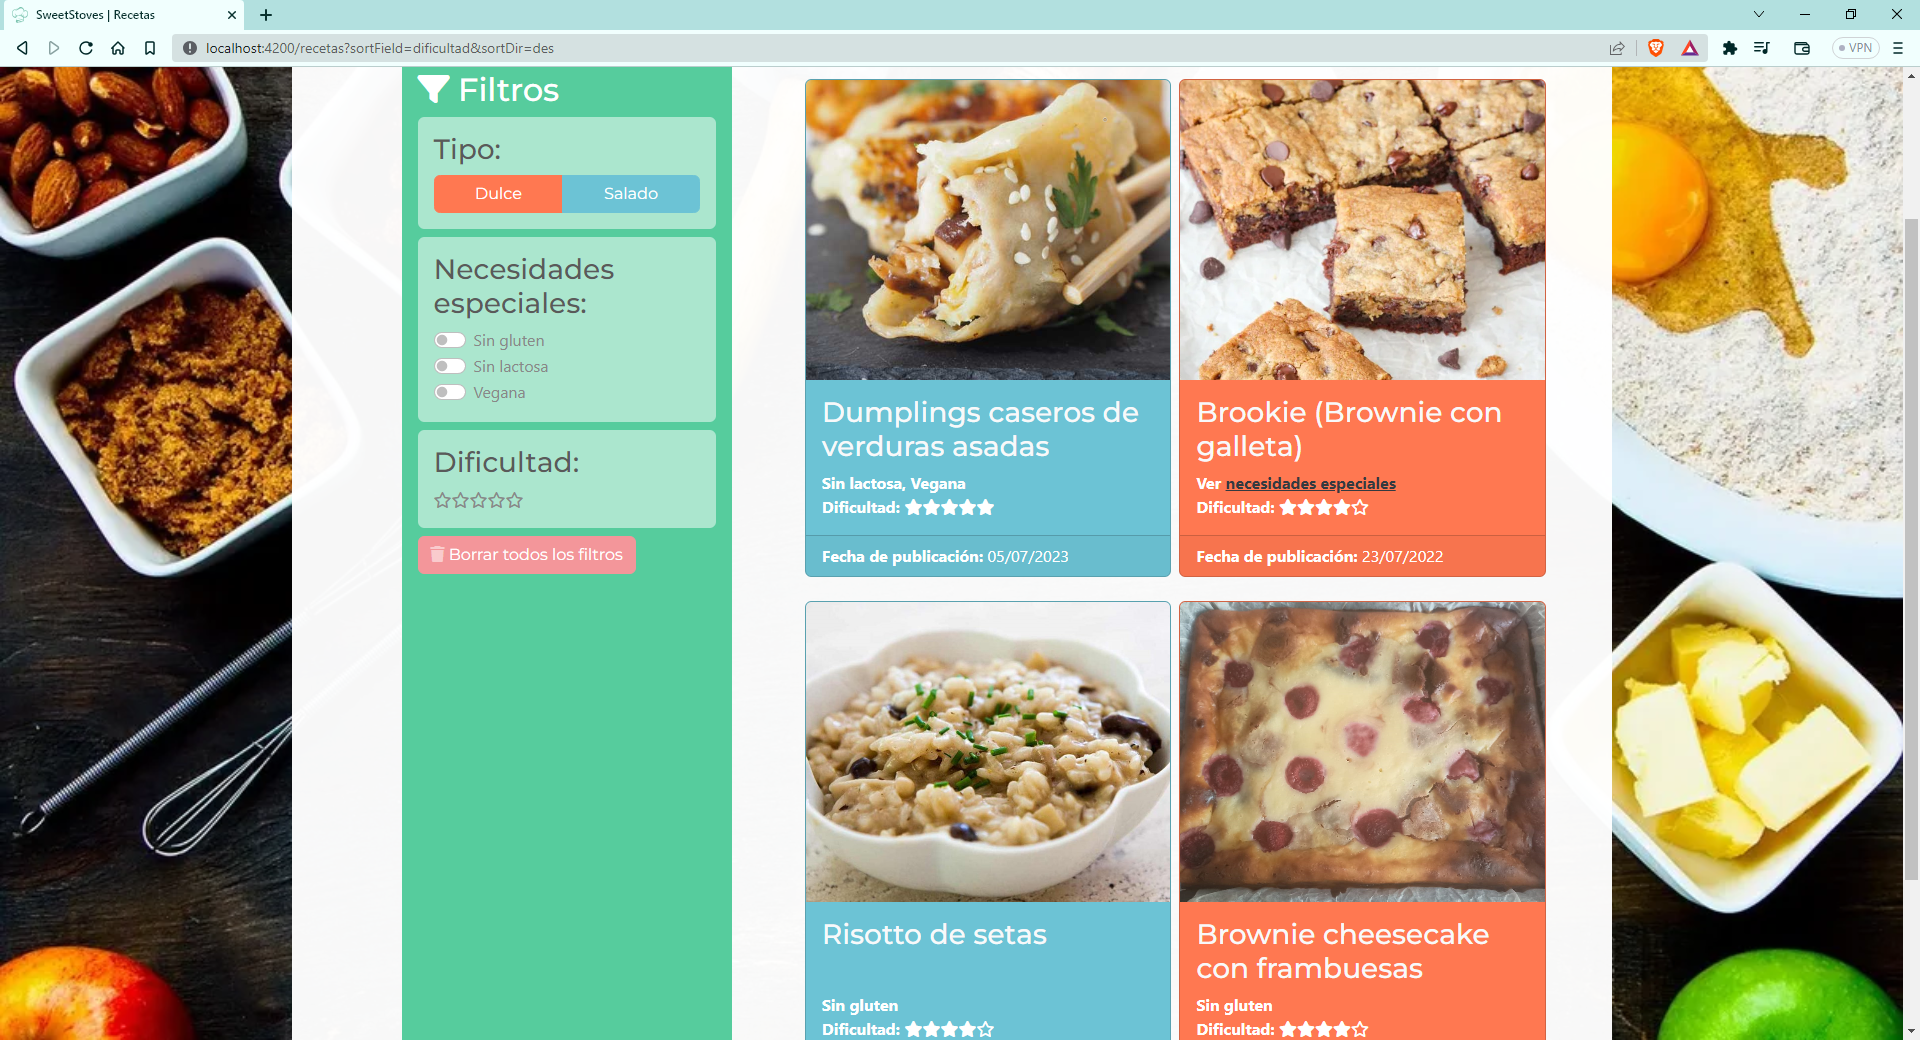 SweetStoves | Recetas
localhost:4200/recetas?sortField=dificultad&sortDir=des
VPN
Filtros
Tipo:
Dulce
Salado
Necesidades
especiales:
Sin gluten
Sin lactosa
Vegana
Dificultad:
Borrar todos los filtros
Dumplings caseros de
verduras asadas
Sin lactosa, Vegana
Dificultad:
Fecha de publicación: 05/07/2023
Brookie (Brownie con
galleta)
Ver necesidades especiales
Dificultad:
Fecha de publicación: 23/07/2022
Risotto de setas
Sin gluten
Dificultad:
Brownie cheesecake
con frambuesas
Sin gluten
Dificultad: